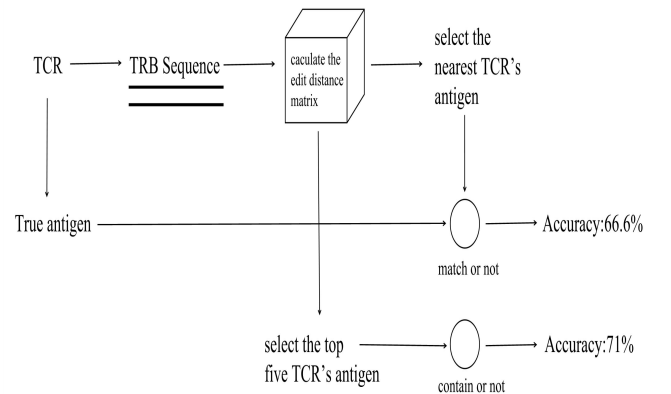 TCR
TRB Sequence
caculate the
edit distance
matrix
select the
nearest TCR's
antigen
True antigen
Accuracy:66.6%
match or not
select the top
five TCR's antigen
Accuracy:71%
contain or not